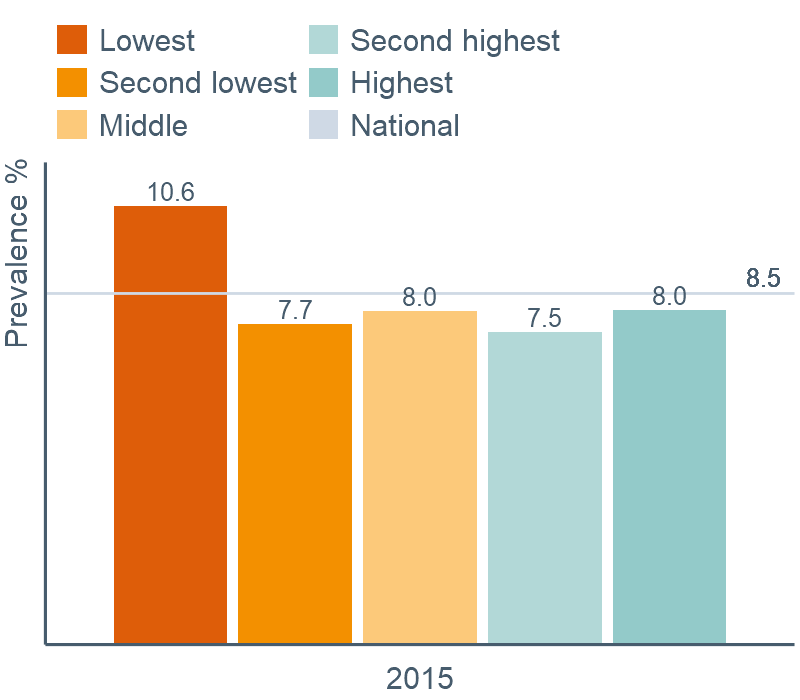 Lowest
Second lowest
Middle
Second highest
Highest
National
Prevalence %
10.6
7.7
8.0
7.5
8.0
8.5
2015